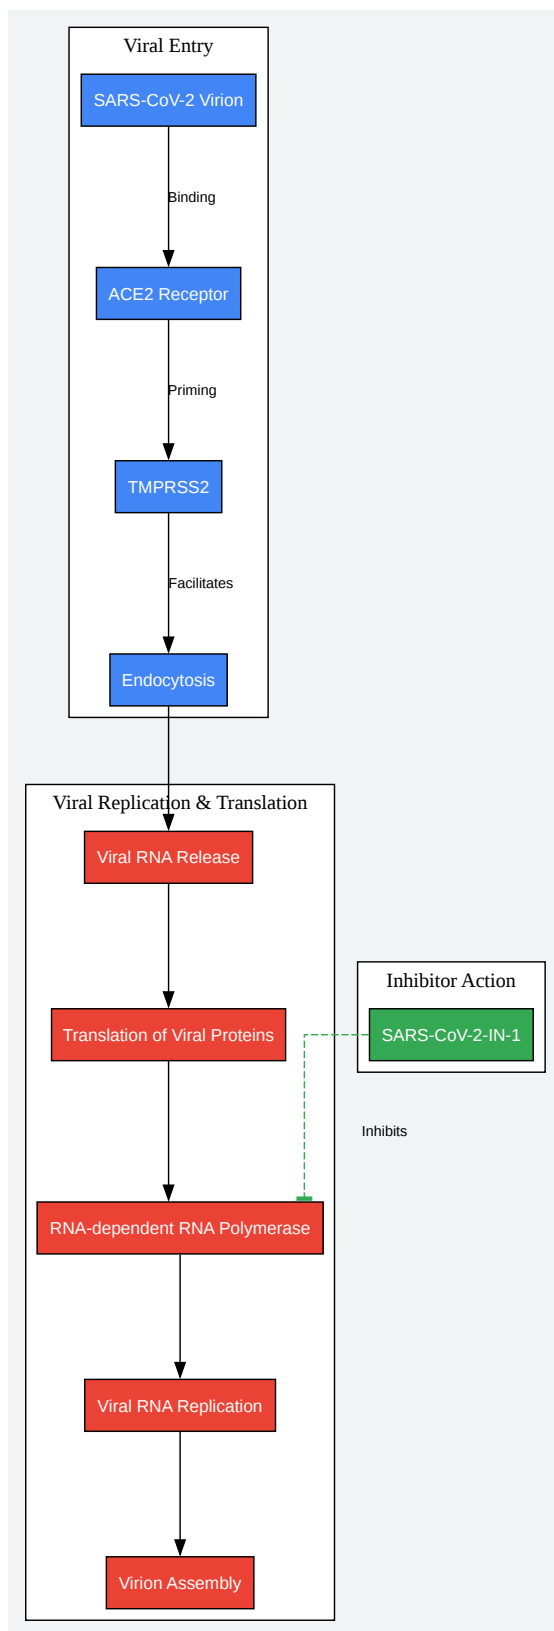 Viral Entry
SARS-CoV-2 Virion
Binding
ACE2 Receptor
Priming
TMPRSS2
Facilitates
Endocytosis
Viral Replication & Translation
Viral RNA Release
Inhibitor Action
Translation of Viral Proteins
SARS-CoV-2-IN-1
Inhibits
RNA-dependent RNA Polymerase
Viral RNA Replication
Virion Assembly